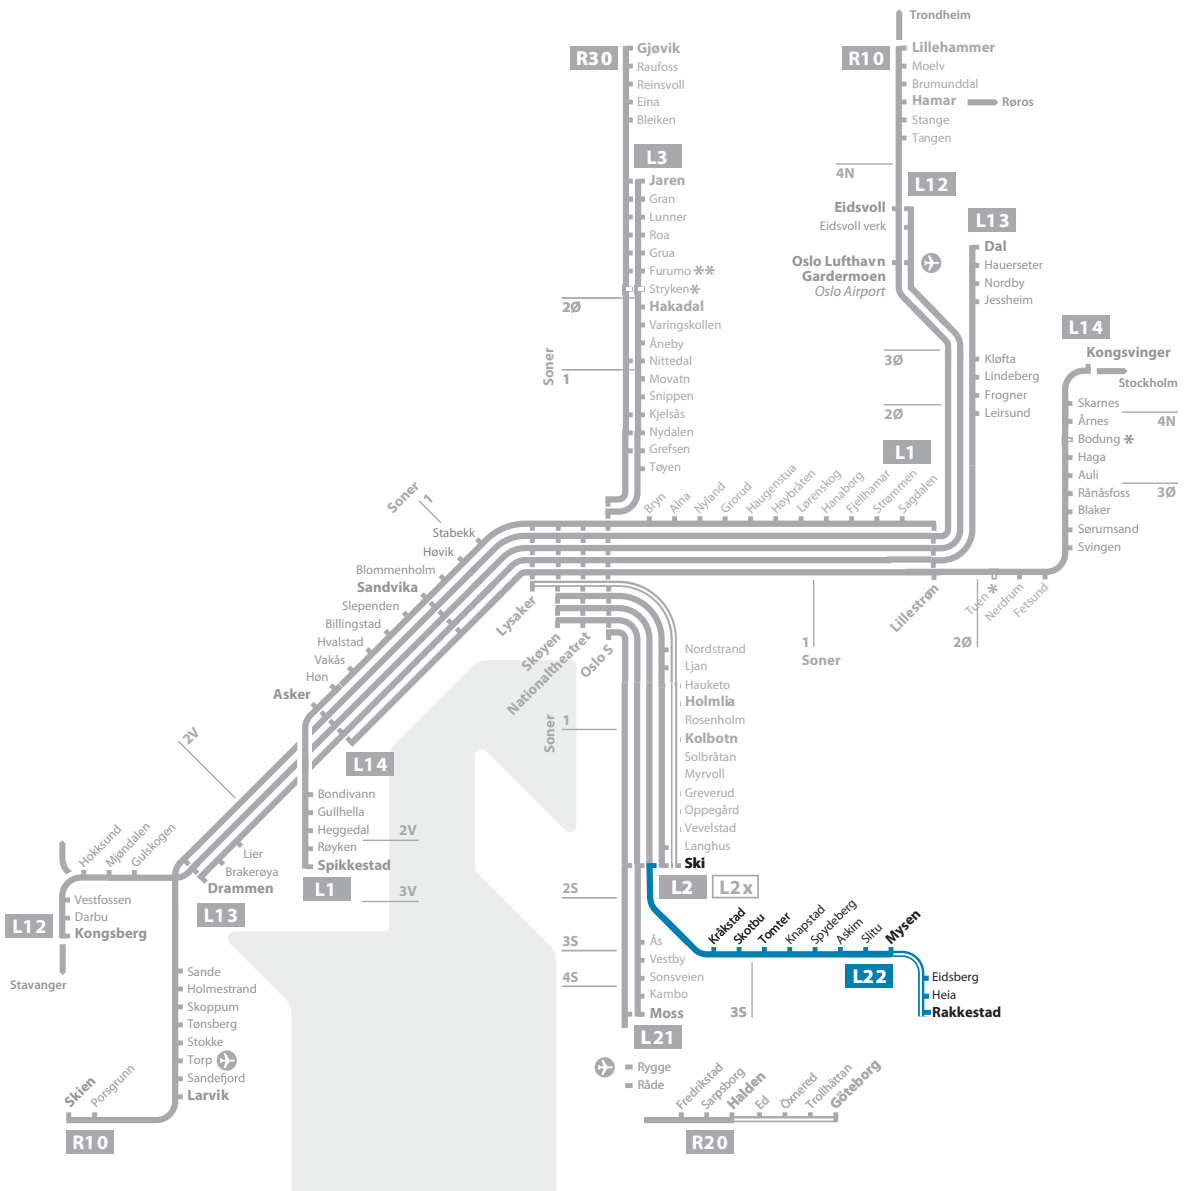 Trondheim
R30
Gjøvik
Raufoss
Reinsvoll
Eina
Bleiken
R10
Lillehammer
Moelv
Brumunddal
Hamar
Røros
Stange
Tangen
4N
L3
Jaren
Gran
Lunner
Roa
Grua
Furumo **
Stryken*
2Ø
Hakadal
Varingskollen
Åneby
Nittedal
Soner
1
Movatn
Snippen
Kjelsås
Nydalen
Grefsen
Tøyen
L12
Eidsvoll
Eidsvoll verk
Oslo Lufthavn
Gardermoen
Oslo Airport
L13
Dal
Hauerseter
Nordby
Jessheim
3Ø
Kløfta
Lindeberg
Frogner
2Ø
Leirsund
L14
Kongsvinger
Stockholm
Skarnes
Årnes
4N
Bodung *
Haga
Auli
Rånåsfoss
3Ø
Blaker
Sørumsand
Svingen
L1
Bryn
Alna
Nyland
Grorud
Haugenstua
Høybråten
Lørenskog
Hanaborg
Fjellhamar
Strømmen
Sagdalen
Soner
1
Stabekk
Høvik
Blommenholm
Sandvika
Slependen
Billingstad
Hvalstad
Vakås
Høn
Asker
Lysaker
Skøyen
Nationaltheatret
Oslo S
Lillestrøm
Tuen *
Nerdrum
Fetsund
1
Soner
2Ø
Nordstrand
Ljan
Hauketo
Holmlia
Rosenholm
Kolbotn
Solbråtan
Myrvoll
Greverud
Oppegård
Vevelstad
Langhus
Ski
Soner
1
2V
L14
Bondivann
Gullhella
Heggedal
2V
Røyken
Spikkestad
L1
3V
Hokksund
Mjøndalen
Gulskogen
Lier
Brakerøya
Drammen
L13
Vestfossen
Darbu
L12
Kongsberg
Stavanger
L2
L2x
2S
Kråkstad
Skotbu
Tomter
Knapstad
Spydeberg
Askim
Slitu
Mysen
L22
3S
Eidsberg
Heia
Rakkestad
Ås
3S
Vestby
Sonsveien
4S
Kambo
Moss
L21
Sande
Holmestrand
Skoppum
Tønsberg
Stokke
Torp
Sandefjord
Larvik
Skien
Porsgrunn
R10
Rygge
Råde
Fredrikstad
Sarpsborg
Halden
Ed
Öxnered
Trollhättan
Göteborg
R20